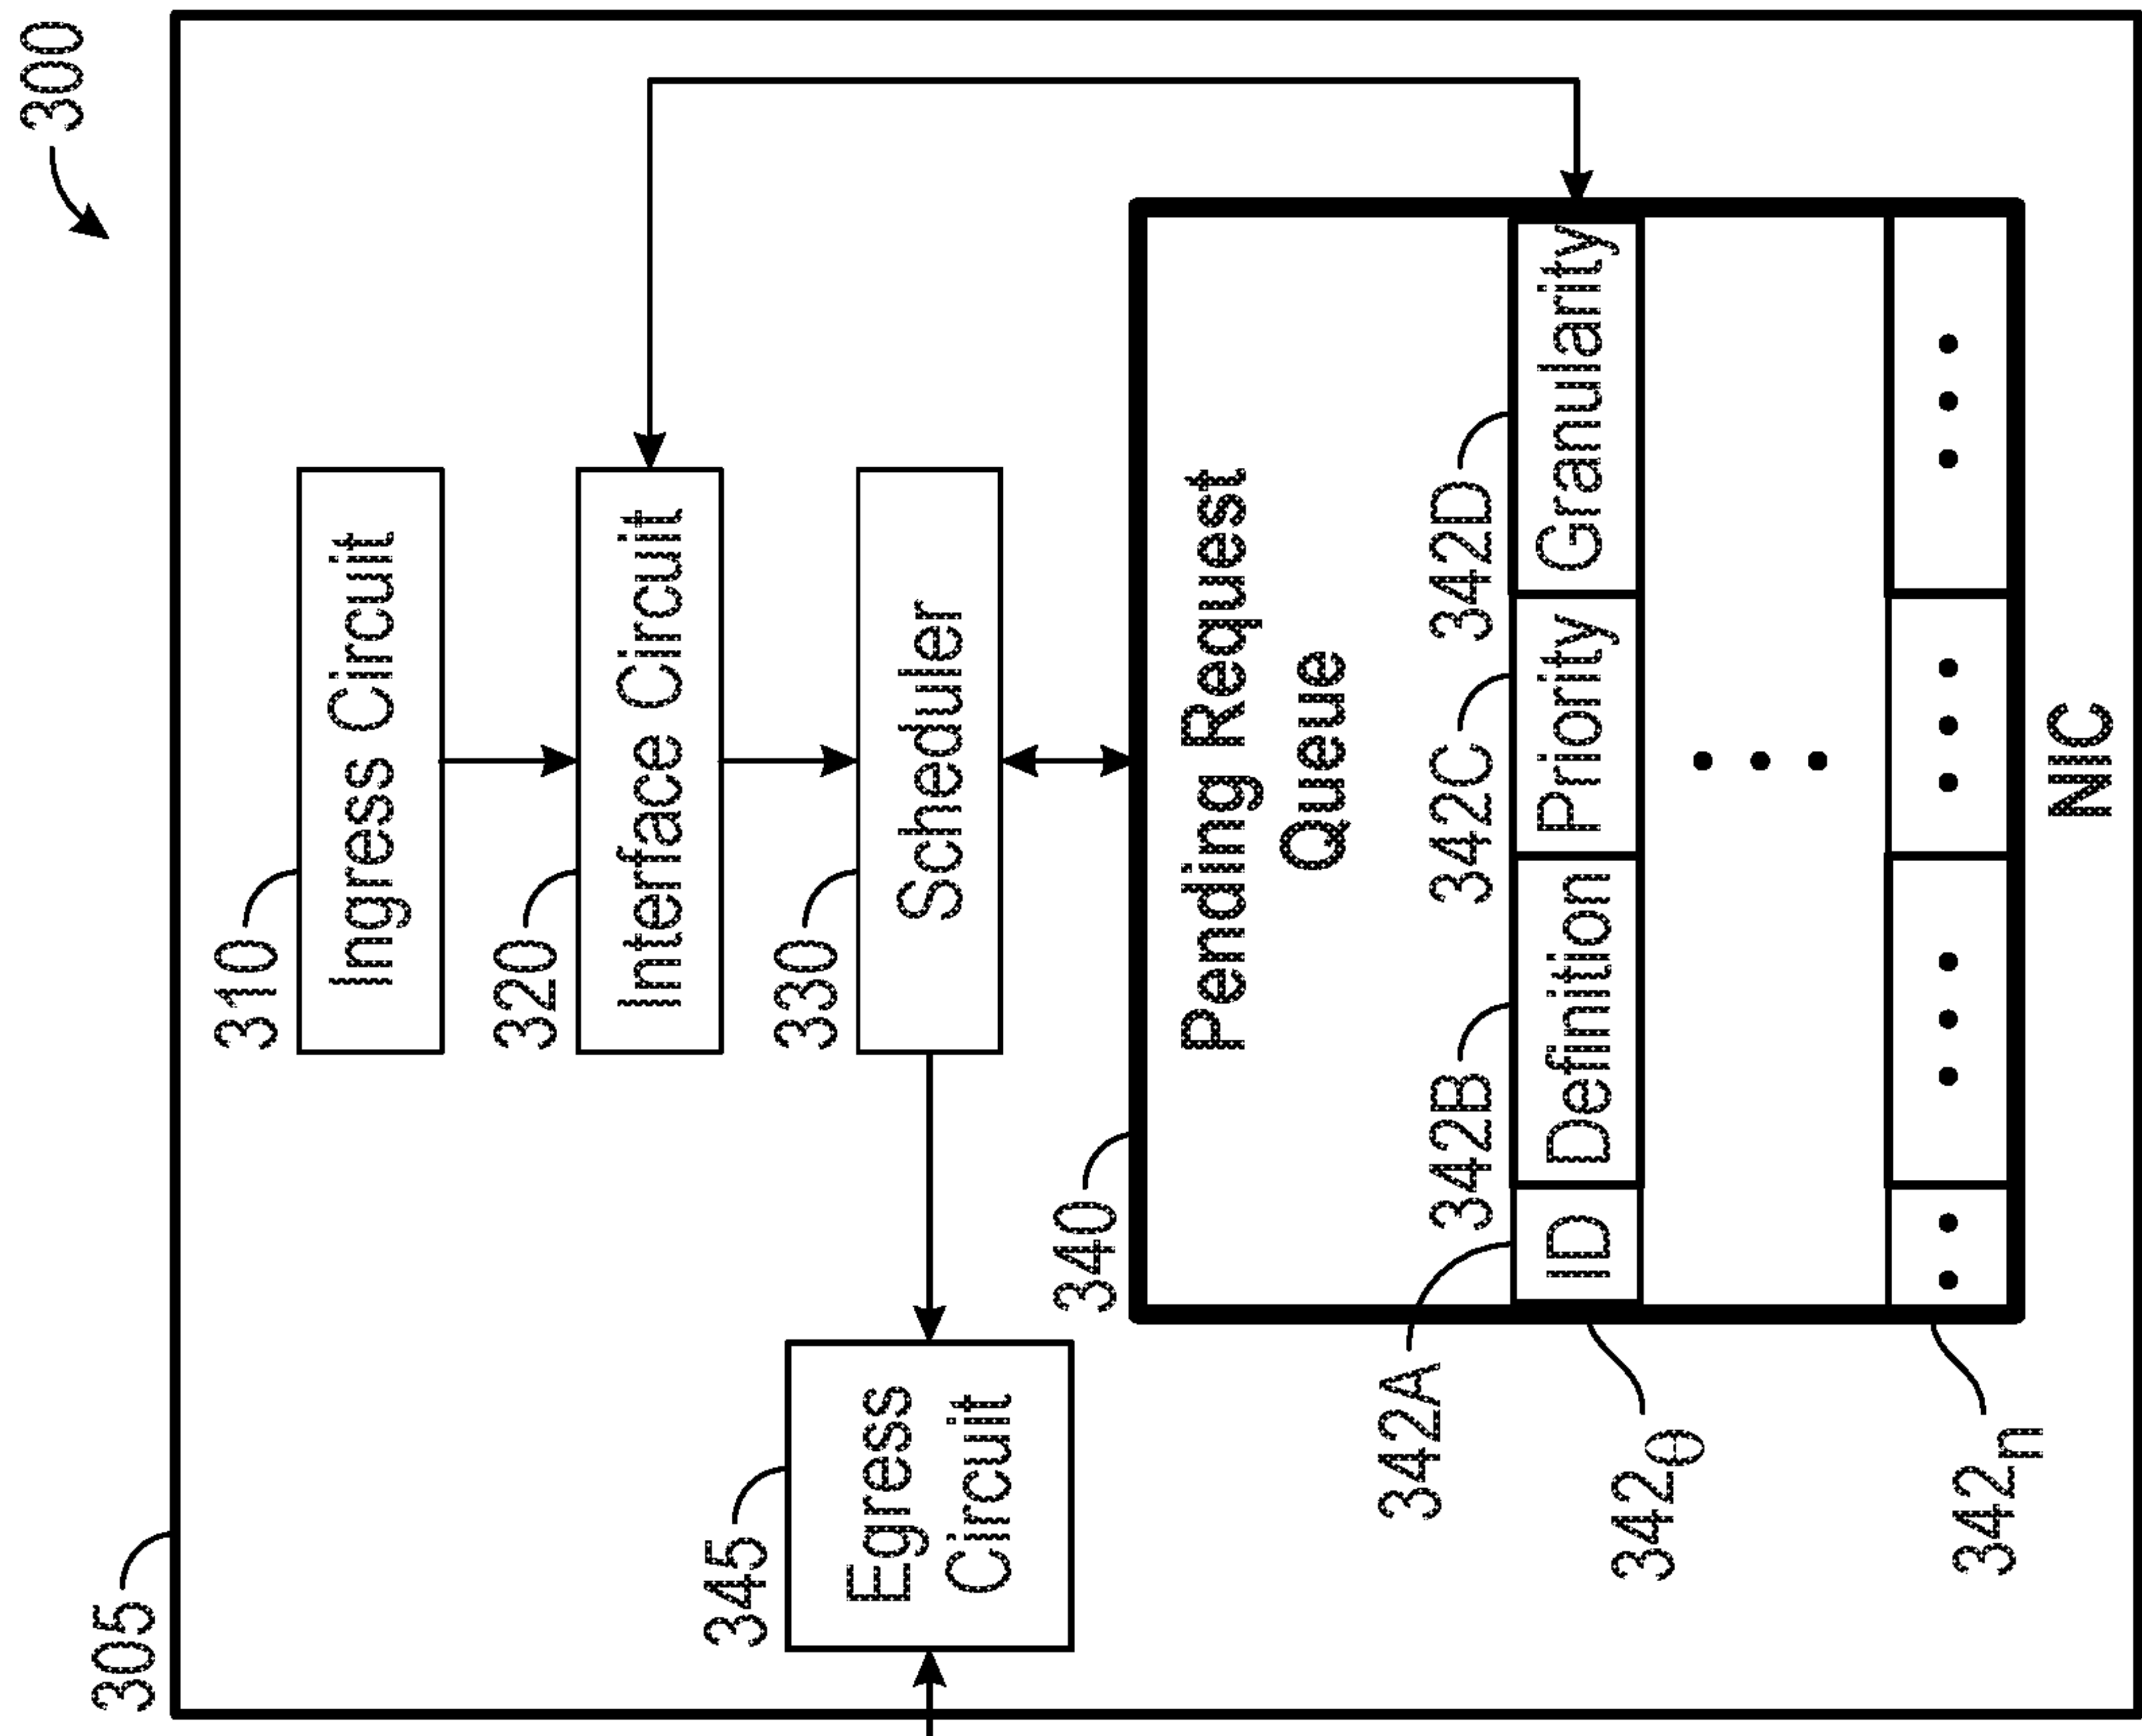 300
305
310
Ingress Circuit
320
Interface Circuit
330
Scheduler
345
Egress
Circuit
340
Pending Request
Queue
342A
342B
342C
342D
ID
Definition
Priority
Granularity
342θ
342n
NIC